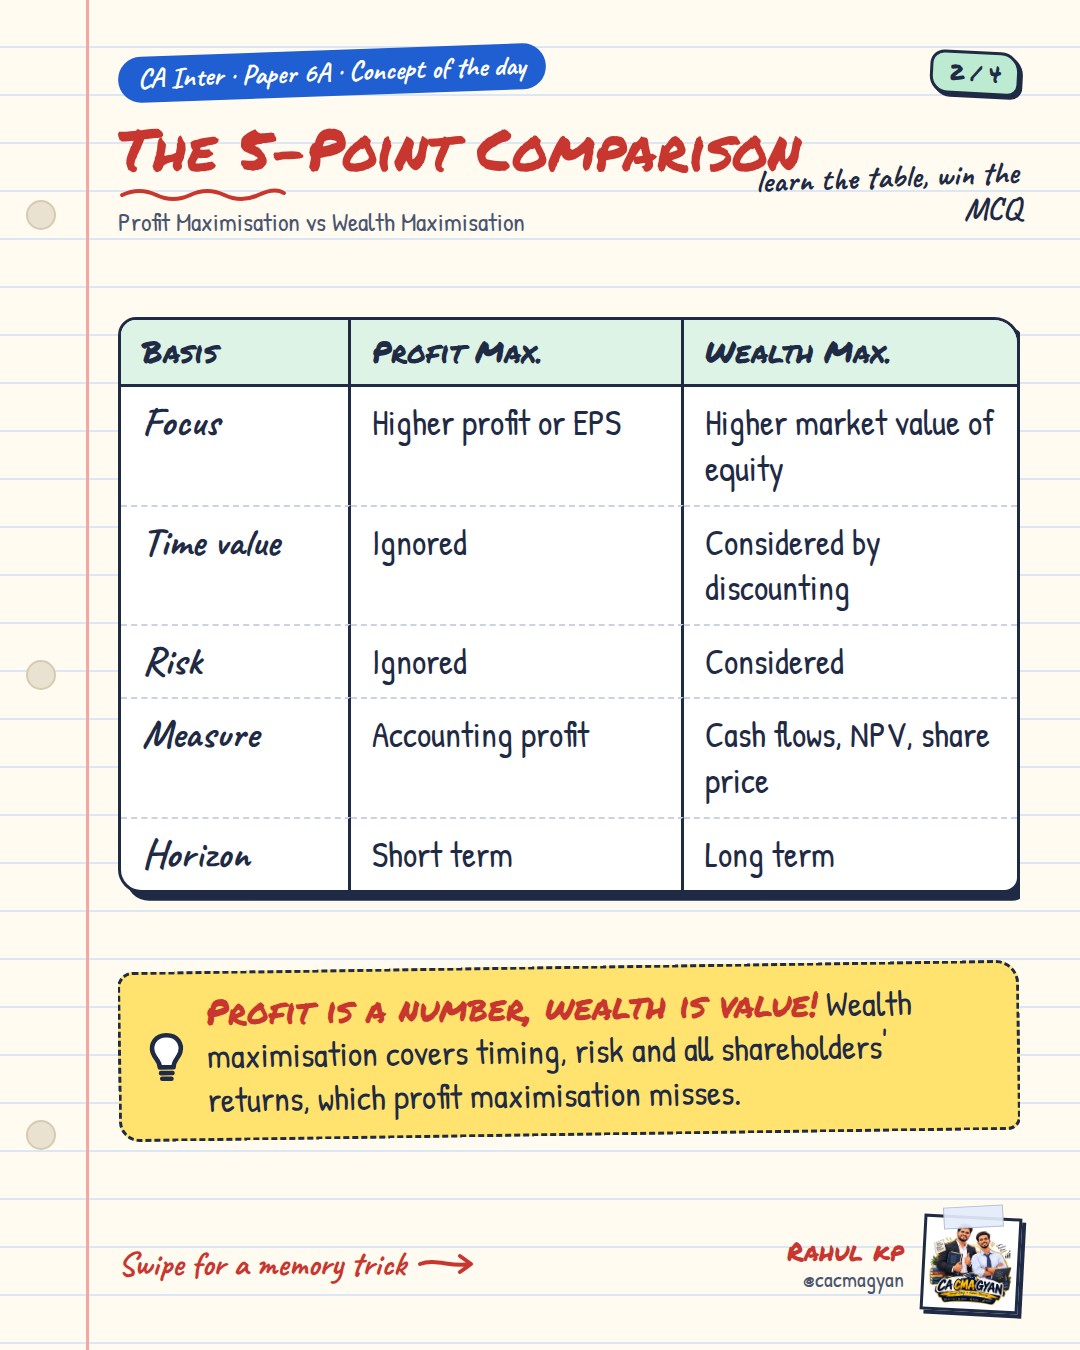 CA Inter · Paper 6A · Concept of the day
2/4
The 5-Point Comparison
learn the table, win the
MCQ
Profit Maximisation vs Wealth Maximisation
Basis Profit Max. Wealth Max.
Focus Higher profit or EPS Higher market value of
equity
Time value Ignored Considered by
discounting
Risk Ignored Considered
Measure Accounting profit Cash flows, NPV, share
price
Horizon Short term Long term
Profit is a number, wealth is value! Wealth
maximisation covers timing, risk and all shareholders'
returns, which profit maximisation misses.
Swipe for a memory trick
Rahul KP
@cacmagyan
CA CMA GYAN